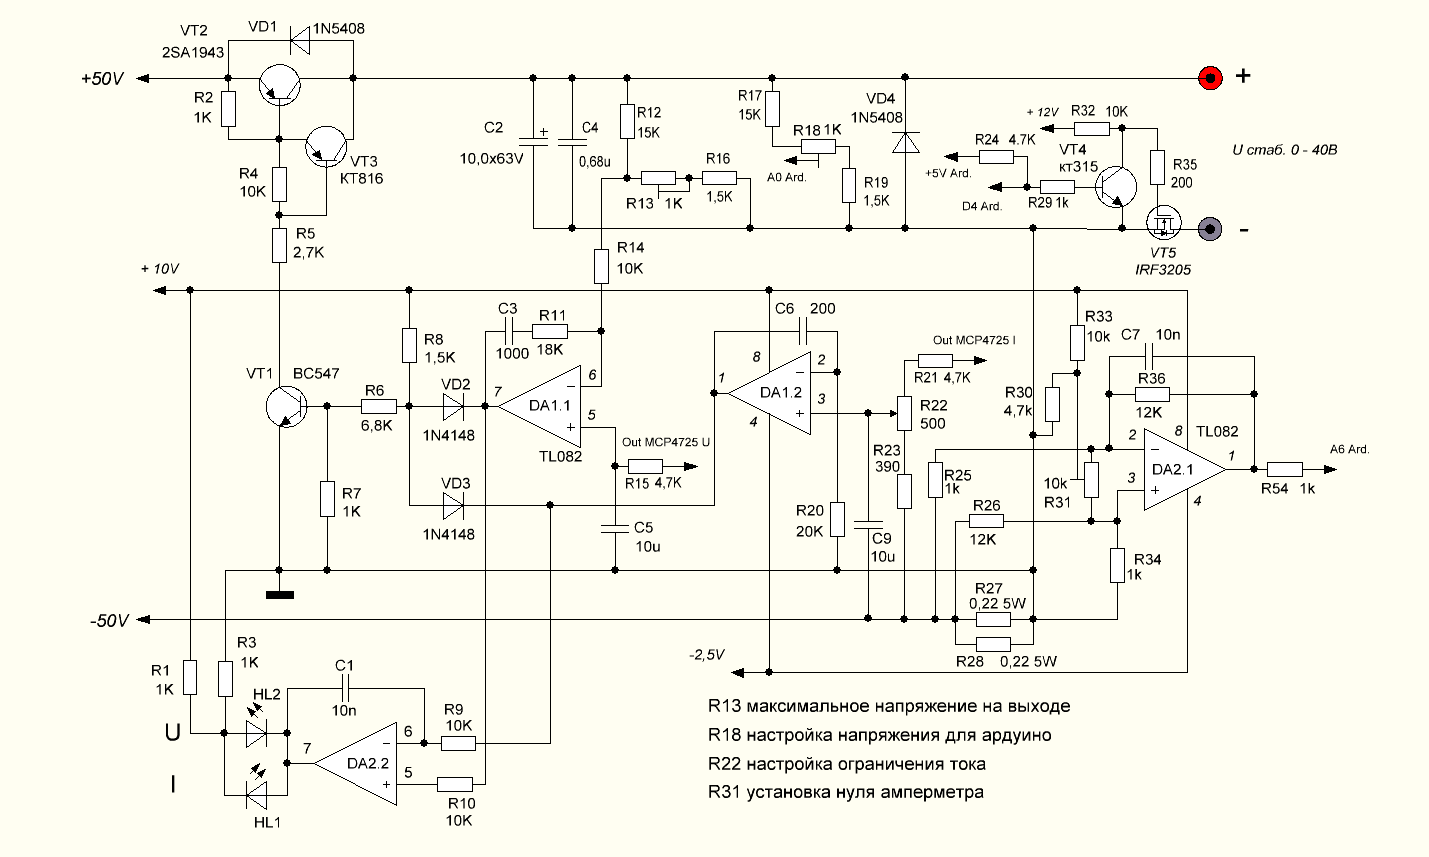 VT2
2SA1943
VD1
1N5408
+50V
R2
1K
VT3
KT816
R4
10K
R5
2,7K
C2
10,0x63V
+
C4
0,68u
R12
15K
R13
1K
R16
1,5K
R14
10K
R17
15K
R18 1K
A0 Ard.
R19
1,5K
VD4
1N5408
+ 12V
R32 10K
R24 4.7K
+5V Ard.
VT4
кт315
D4 Ard.
R29 1k
R35
200
VT5
IRF3205
+
-
U стаб. 0 - 40В
+ 10V
R8
1,5K
C3
1000
R11
18K
VT1
BC547
R6
6,8K
VD2
1N4148
VD3
1N4148
R7
1K
7
6
5
DA1.1
TL082
Out MCP4725 U
R15 4,7K
C5
10u
C6 200
1
8
2
3
4
DA1.2
Out MCP4725 I
R21 4,7K
R22
500
R23
390
R20
20K
C9
10u
R25
1k
R26
12K
R27
0,22 5W
R28 0,22 5W
R30
4,7k
R33
10k
10k
R31
C7 10n
R36
12K
2
3
8
1
4
TL082
DA2.1
A6 Ard.
R54 1k
R34
1k
-50V
-2,5V
R1
1K
R3
1K
HL2
HL1
U
I
C1
10n
7
6
5
DA2.2
R9
10K
R10
10K
R13 максимальное напряжение на выходе
R18 настройка напряжения для ардуино
R22 настройка ограничения тока
R31 установка нуля амперметра